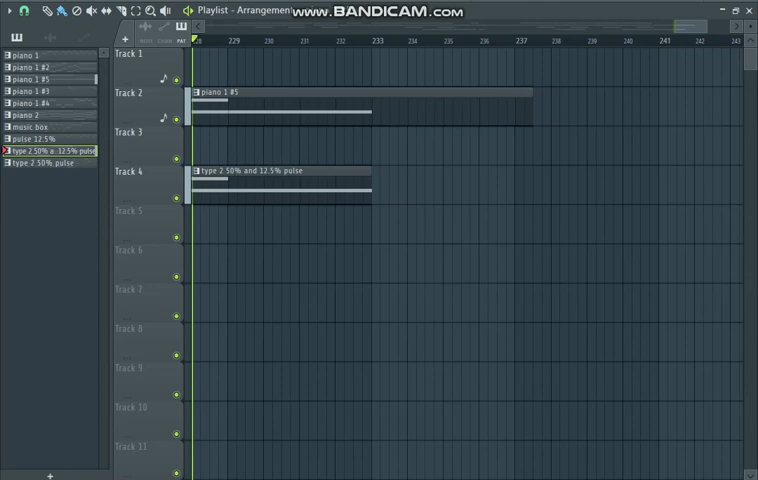 Playlist - Arrangement
www.BANDICAM.com
NOTE CHAN PAT
228 229 230 231 232 233 234 235 236 237 238 239 240 241 242 243
piano 1
piano 1 #2
piano 1 #5
piano 1 #3
piano 1 #4
piano 2
music box
pulse 12.5%
type 2 50% a..12.5% pulse
type 2 50% pulse
Track 1
Track 2
piano 1 #5
Track 3
Track 4
type 2 50% and 12.5% pulse
Track 5
Track 6
Track 7
Track 8
Track 9
Track 10
Track 11